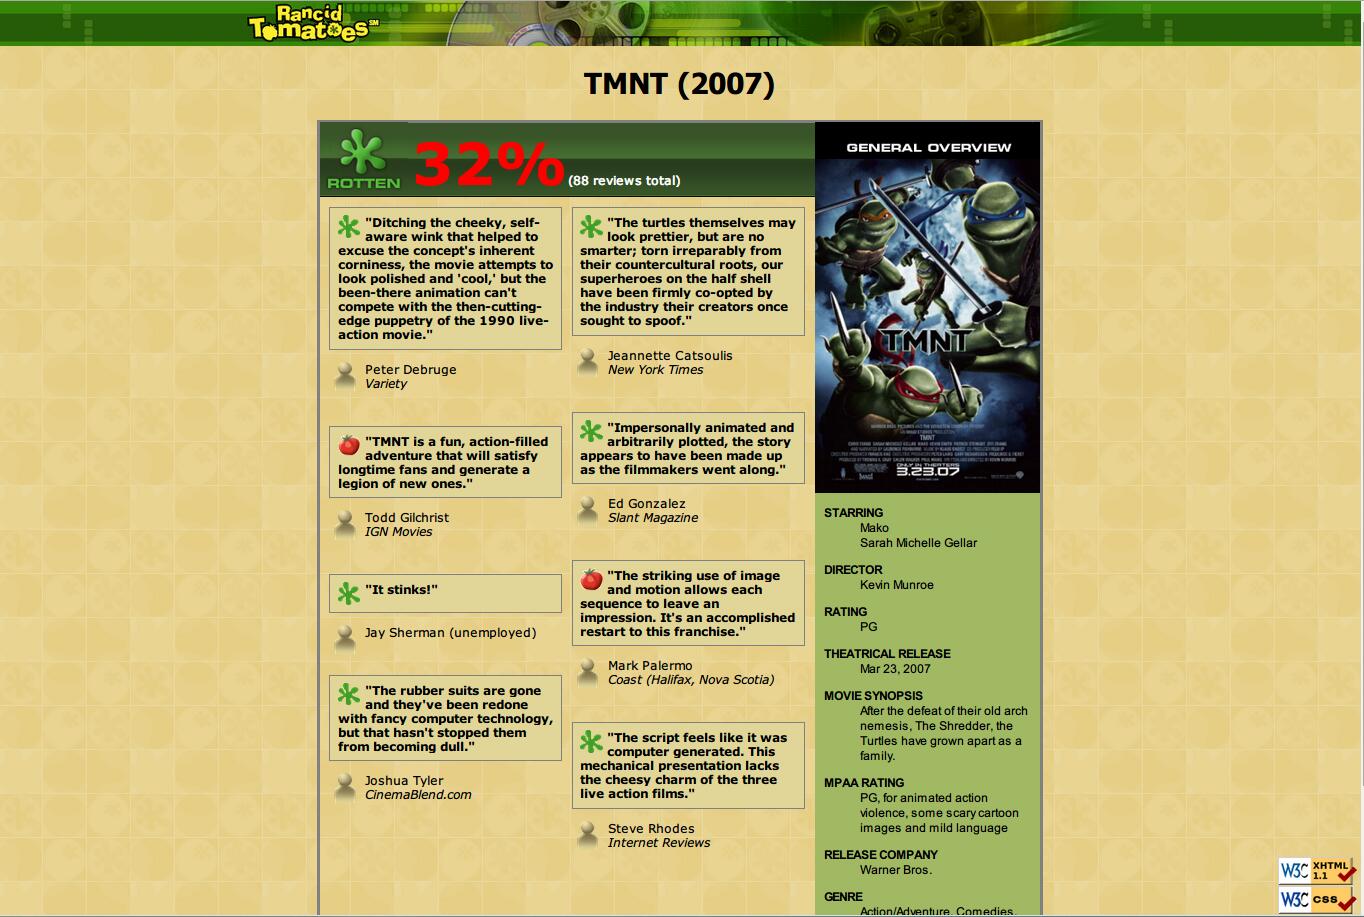 Rancid
TomatoesSM
TMNT (2007)
ROTTEN
32%
(88 reviews total)
"Ditching the cheeky, self-
aware wink that helped to
excuse the concept's inherent
corniness, the movie attempts to
look polished and 'cool,' but the
been-there animation can't
compete with the then-cutting-
edge puppetry of the 1990 live-
action movie."
Peter Debruge
Variety
"TMNT is a fun, action-filled
adventure that will satisfy
longtime fans and generate a
legion of new ones."
Todd Gilchrist
IGN Movies
"It stinks!"
Jay Sherman (unemployed)
"The rubber suits are gone
and they've been redone
with fancy computer technology,
but that hasn't stopped them
from becoming dull."
Joshua Tyler
CinemaBlend.com
"The turtles themselves may
look prettier, but are no
smarter; torn irreparably from
their countercultural roots, our
superheroes on the half shell
have been firmly co-opted by
the industry their creators once
sought to spoof."
Jeannette Catsoulis
New York Times
"Impersonally animated and
arbitrarily plotted, the story
appears to have been made up
as the filmmakers went along."
Ed Gonzalez
Slant Magazine
"The striking use of image
and motion allows each
sequence to leave an
impression. It's an accomplished
restart to this franchise."
Mark Palermo
Coast (Halifax, Nova Scotia)
"The script feels like it was
computer generated. This
mechanical presentation lacks
the cheesy charm of the three
live action films."
Steve Rhodes
Internet Reviews
GENERAL OVERVIEW
TMNT
TMNT
ONLY IN THEATERS
3.23.07
STARRING
Mako
Sarah Michelle Gellar
DIRECTOR
Kevin Munroe
RATING
PG
THEATRICAL RELEASE
Mar 23, 2007
MOVIE SYNOPSIS
After the defeat of their old arch
nemesis, The Shredder, the
Turtles have grown apart as a
family.
MPAA RATING
PG, for animated action
violence, some scary cartoon
images and mild language
RELEASE COMPANY
Warner Bros.
GENRE
Action/Adventure, Comedies,
W3C XHTML
1.1
W3C CSS